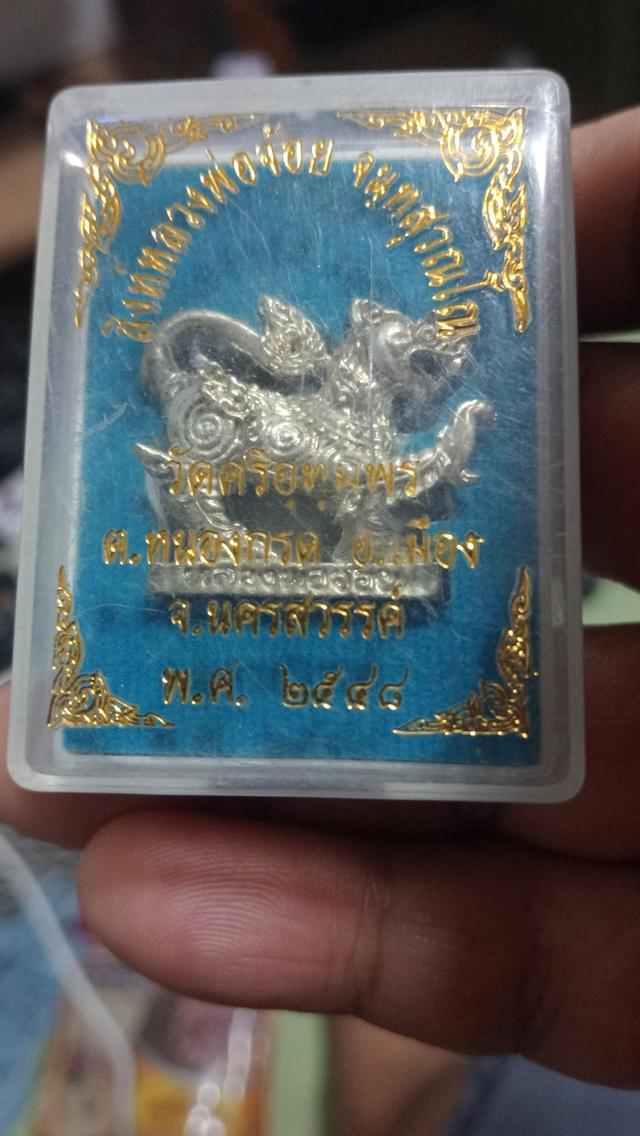 สิงห์หลวงพ่อจ้อย จนฺทสุวณฺโณ
วัดศรีอุทุมพร
ต.หนองกรด อ.เมือง
หลวงพ่อจ้อย
จ.นครสวรรค์
พ.ศ. ๒๕๔๘